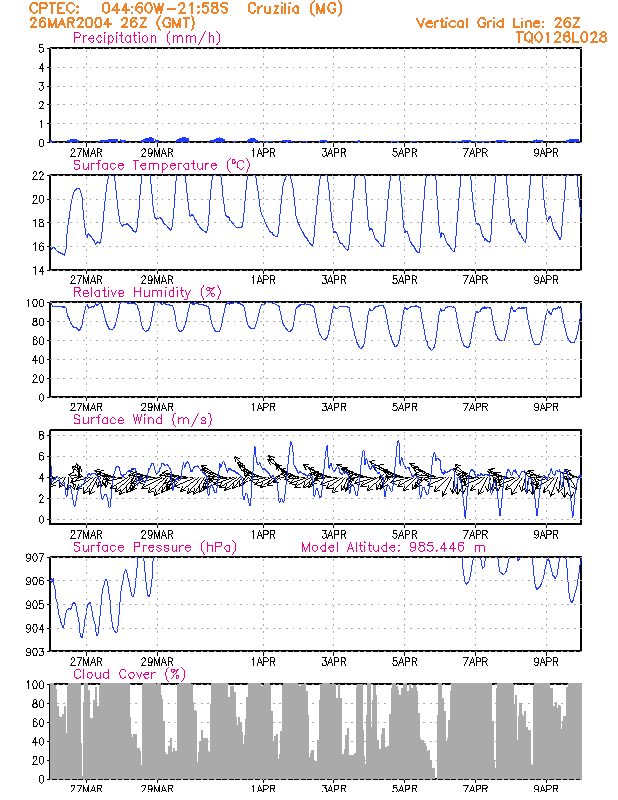 CPTEC: 044:60W-21:58S Cruzilia (MG)
26MAR2004 26Z (GMT) Vertical Grid Line: 26Z
Precipitation (mm/h) TQ0126L028
5
4
3
2
1
0
27MAR 29MAR 1APR 3APR 5APR 7APR 9APR
Surface Temperature (°C)
22
20
18
16
14
27MAR 29MAR 1APR 3APR 5APR 7APR 9APR
Relative Humidity (%)
100
80
60
40
20
0
27MAR 29MAR 1APR 3APR 5APR 7APR 9APR
Surface Wind (m/s)
8
6
4
2
0
27MAR 29MAR 1APR 3APR 5APR 7APR 9APR
Surface Pressure (hPa) Model Altitude: 985.446 m
907
906
905
904
903
27MAR 29MAR 1APR 3APR 5APR 7APR 9APR
Cloud Cover (%)
100
80
60
40
20
0
27MAR 29MAR 1APR 3APR 5APR 7APR 9APR